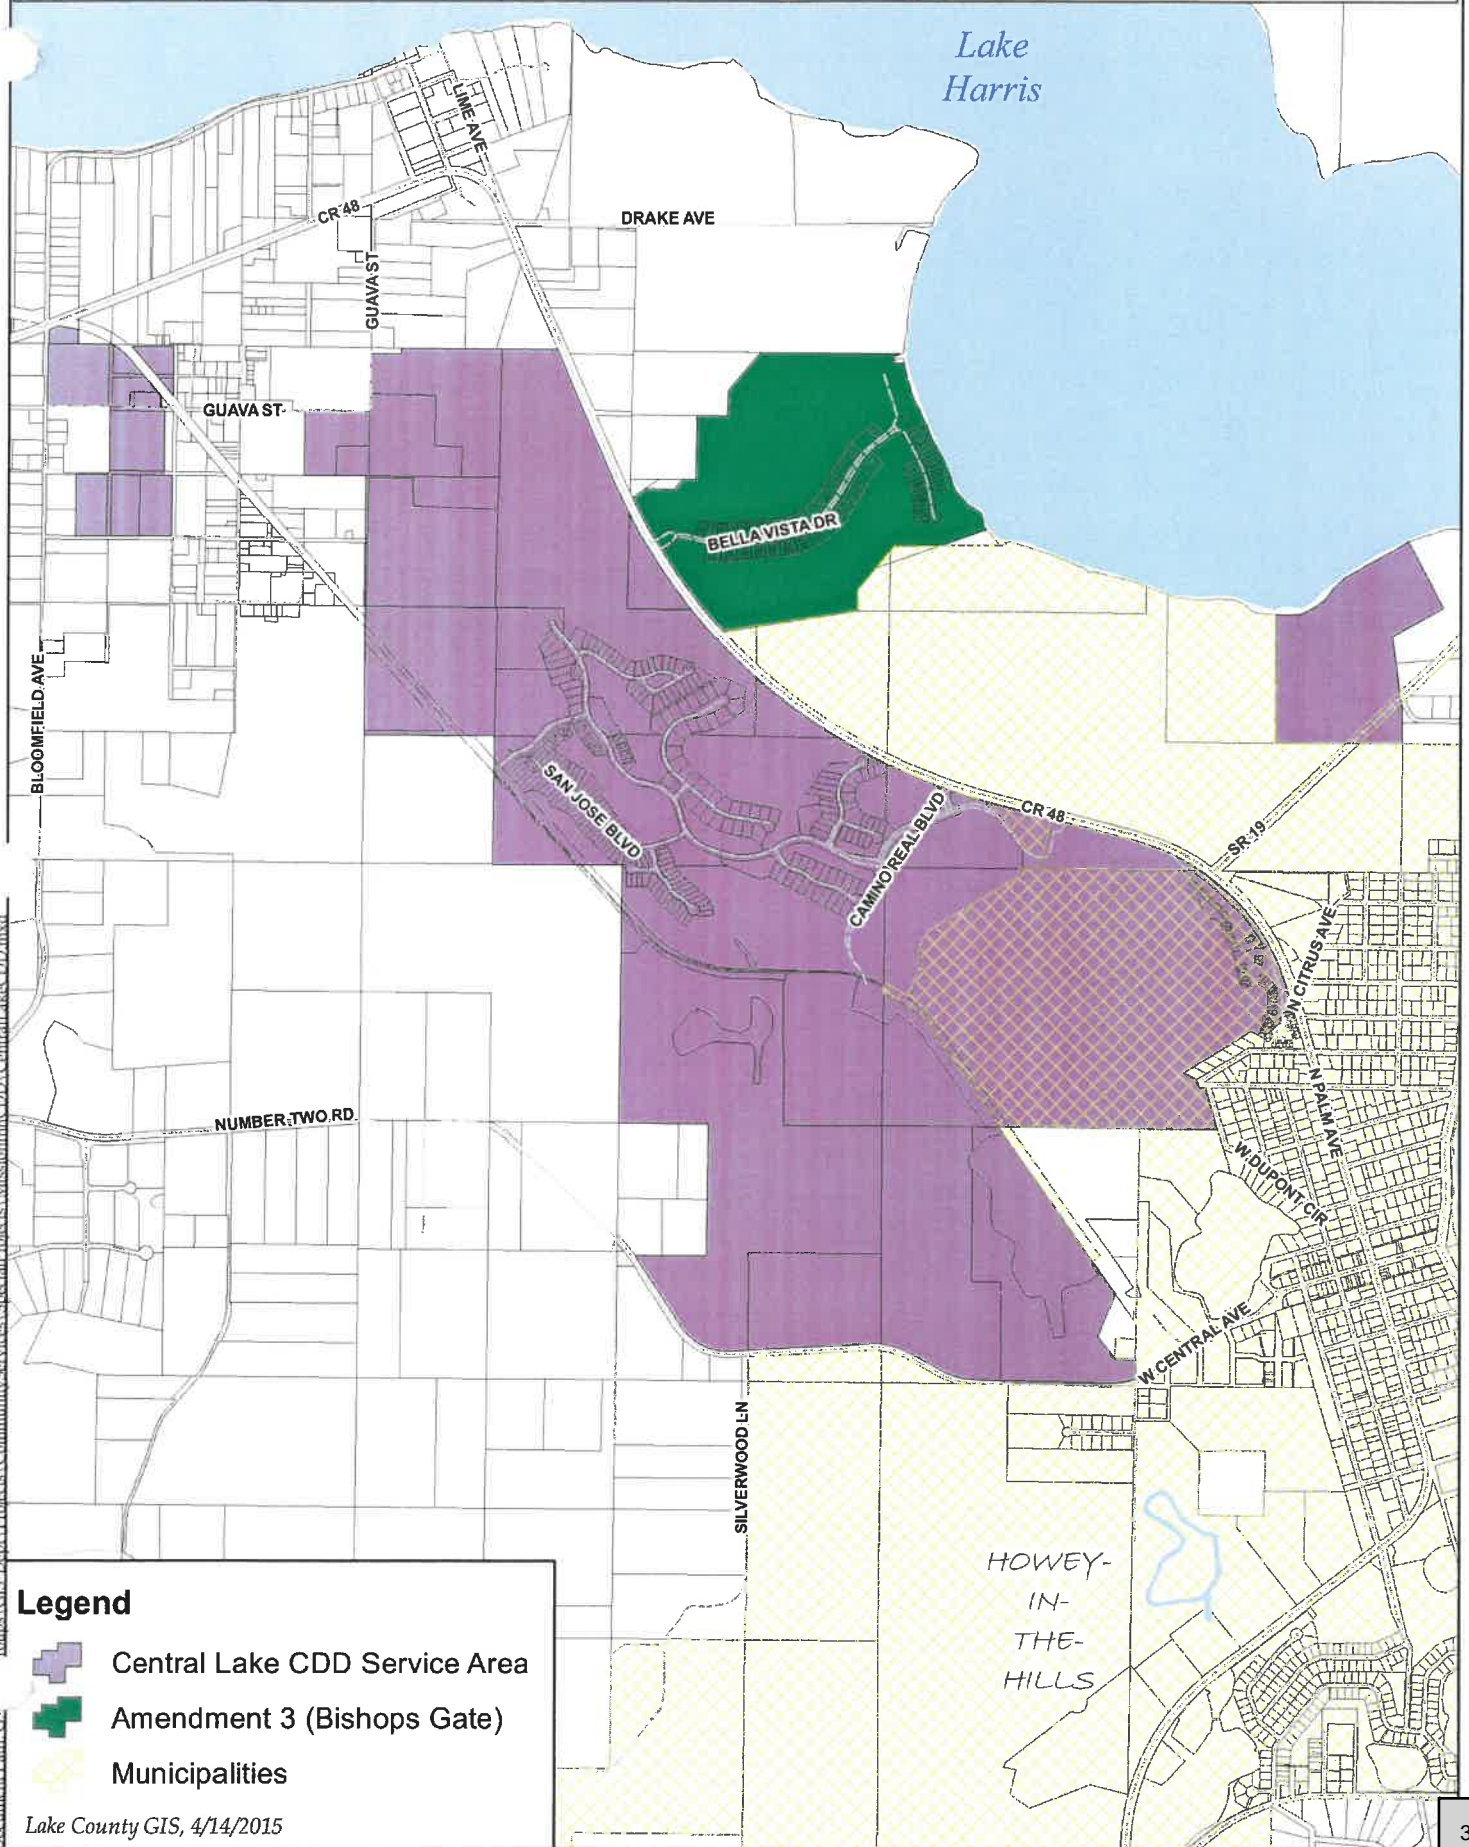 Lake
Harris
LIME AVE
CR 48
DRAKE AVE
GUAVA ST
GUAVA ST
BELLA VISTA DR
BLOOMFIELD AVE
SAN JOSE BLVD
CAMINO REAL BLVD
CR 48
SR 19
N CITRUS AVE
N PALM AVE
NUMBER TWO RD
W DUPONT CIR
W CENTRAL AVE
SILVERWOOD LN
HOWEY-
IN-
THE-
HILLS
Legend
Central Lake CDD Service Area
Amendment 3 (Bishops Gate)
Municipalities
Lake County GIS, 4/14/2015
3